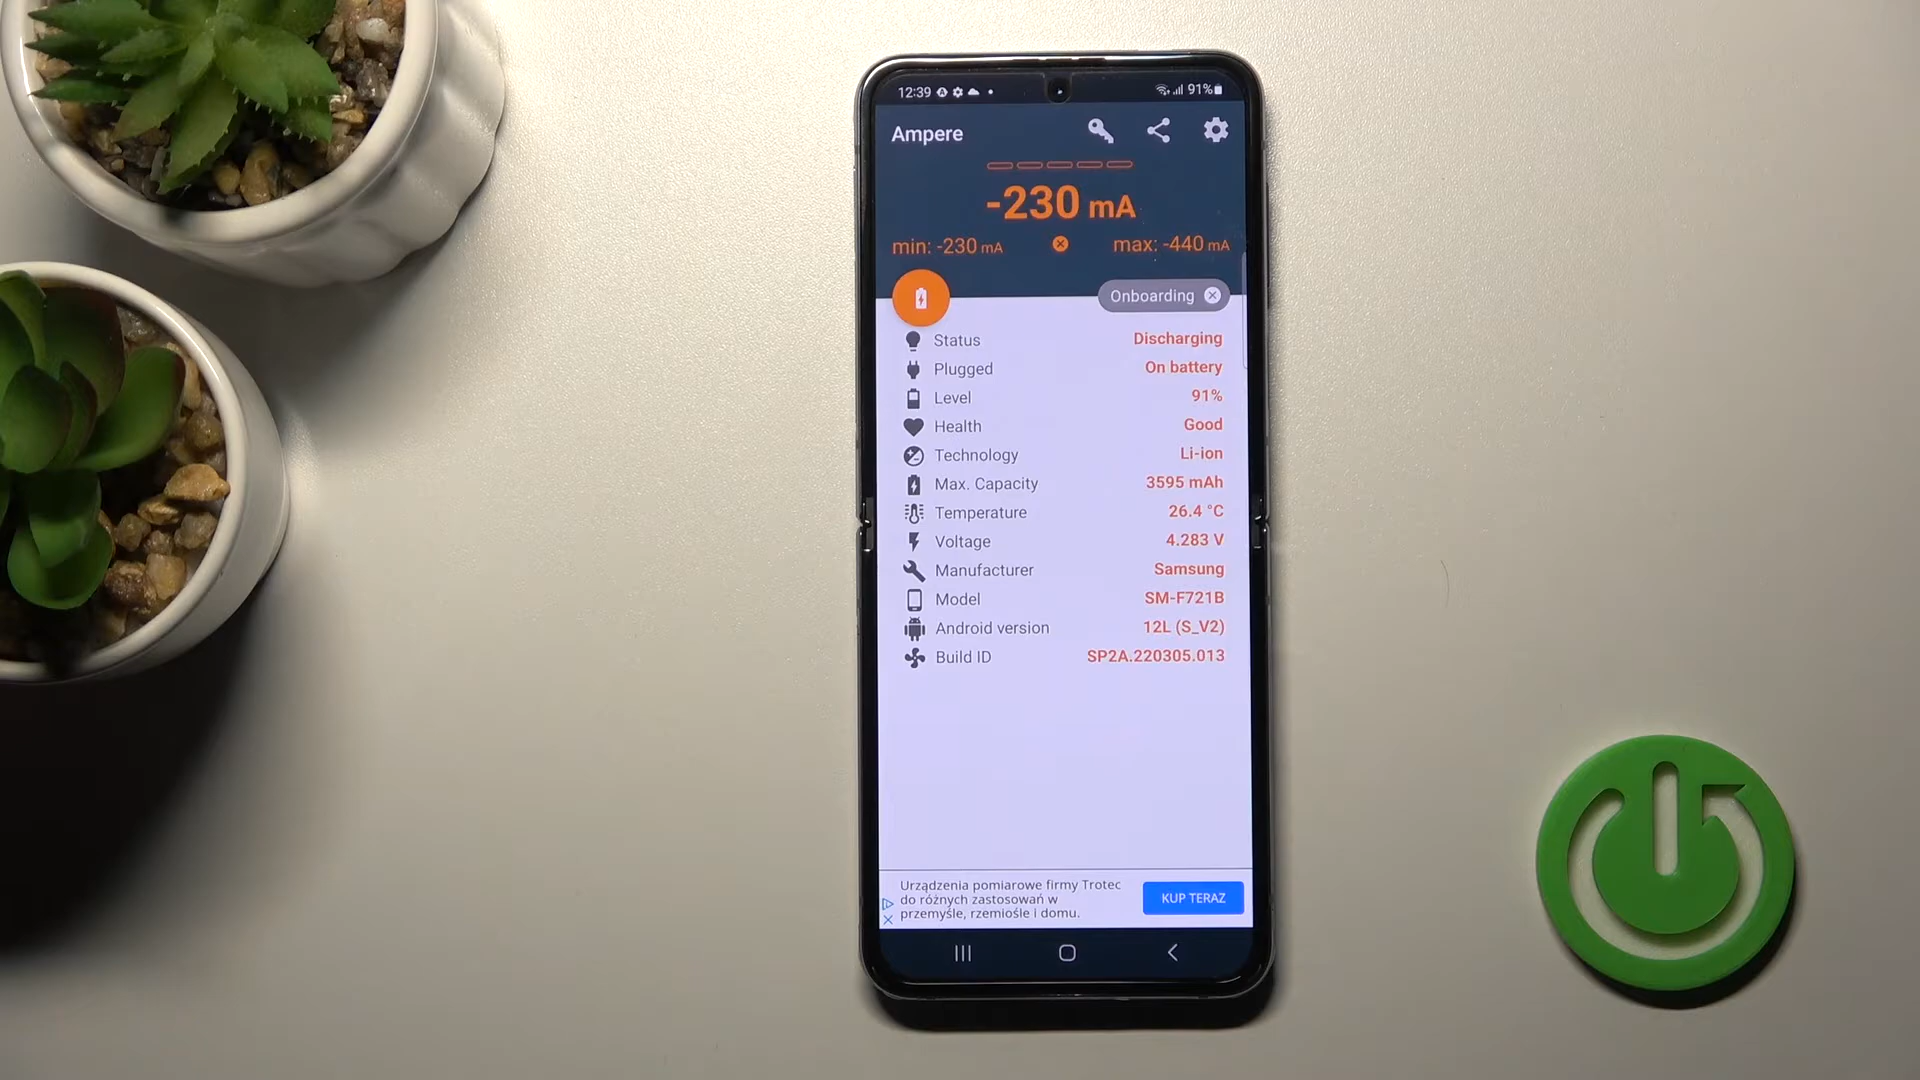 12:39 91%
Ampere
-230 mA
min: -230 mA max: -440 mA
Onboarding
Status Discharging
Plugged On battery
Level 91%
Health Good
Technology Li-ion
Max. Capacity 3595 mAh
Temperature 26.4 °C
Voltage 4.283 V
Manufacturer Samsung
Model SM-F721B
Android version 12L (S_V2)
Build ID SP2A.220305.013
Urządzenia pomiarowe firmy Trotec
do różnych zastosowań w
przemyśle, rzemiośle i domu.
KUP TERAZ